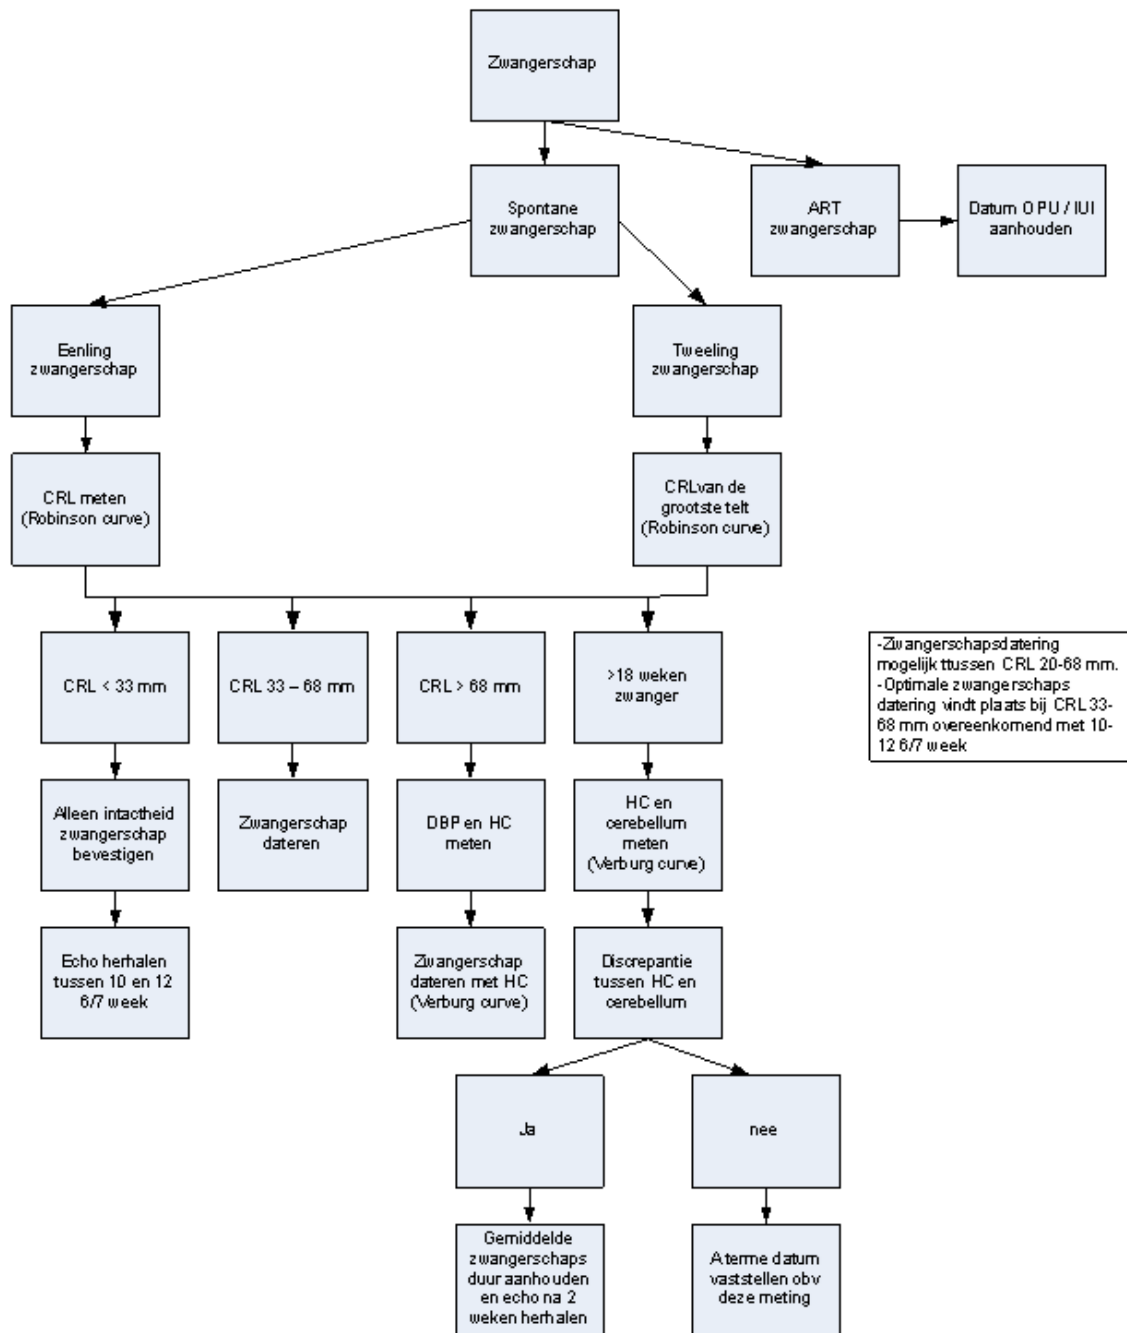 Zwangerschap
Spontane
zwangerschap
ART
zwangerschap
Datum OPU / IUI
aanhouden
Eenling
zwangerschap
Tweeling
zwangerschap
CRL meten
(Robinson curve)
CRLvan de
grootste telt
(Robinson curve)
CRL < 33 mm
CRL 33 – 68 mm
CRL > 68 mm
>18 weken
zwanger
-Zwangerschapsdatering
mogelijk ttussen CRL 20-68 mm.
-Optimale zwangerschaps
datering vindt plaats bij CRL 33-
68 mm overeenkomend met 10-
12 6/7 week
Alleen intactheid
zwangerschap
bevestigen
Zwangerschap
dateren
DBP en HC
meten
HC en
cerebellum
meten
(Verburg curve)
Echo herhalen
tussen 10 en 12
6/7 week
Zwangerschap
dateren met HC
(Verburg curve)
Discrepantie
tussen HC en
cerebellum
Ja
nee
Gemiddelde
zwangerschaps
duur aanhouden
en echo na 2
weken herhalen
A terme datum
vaststellen obv
deze meting